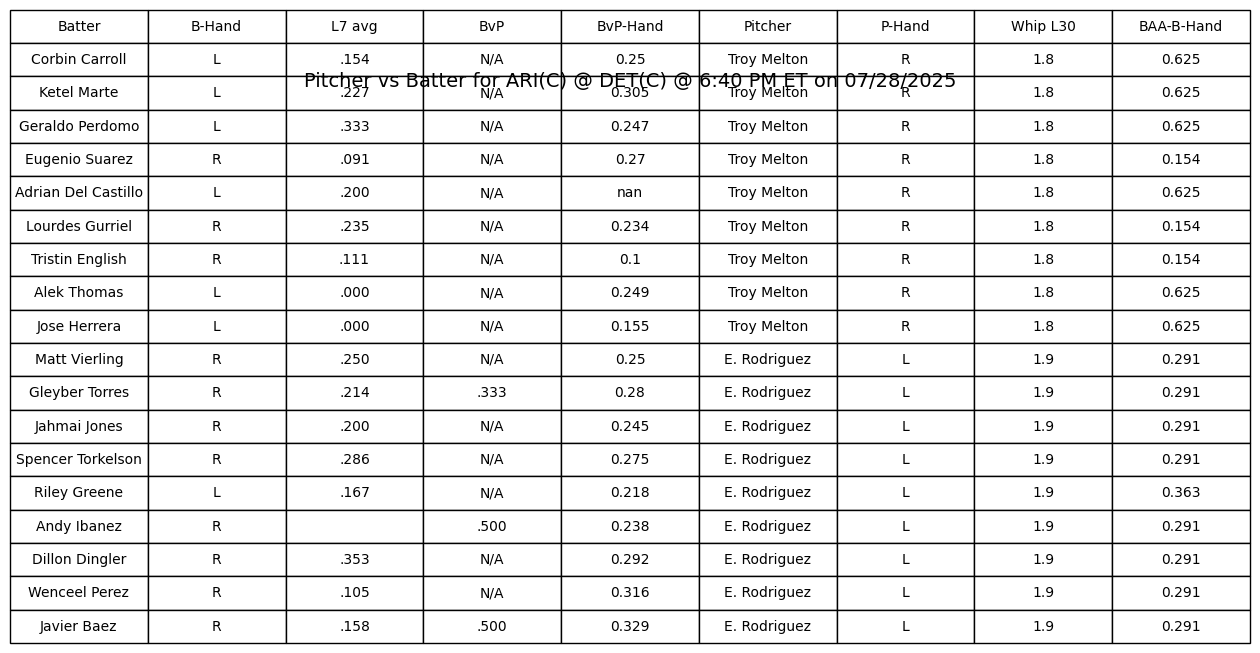 Batter B-Hand L7 avg BvP BvP-Hand Pitcher P-Hand Whip L30 BAA-B-Hand
Corbin Carroll L .154 N/A 0.25 Troy Melton R 1.8 0.625
Pitcher vs Batter for ARI(C) @ DET(C) @ 6:40 PM ET on 07/28/2025
Ketel Marte L .227 N/A 0.305 Troy Melton R 1.8 0.625
Geraldo Perdomo L .333 N/A 0.247 Troy Melton R 1.8 0.625
Eugenio Suarez R .091 N/A 0.27 Troy Melton R 1.8 0.154
Adrian Del Castillo L .200 N/A nan Troy Melton R 1.8 0.625
Lourdes Gurriel R .235 N/A 0.234 Troy Melton R 1.8 0.154
Tristin English R .111 N/A 0.1 Troy Melton R 1.8 0.154
Alek Thomas L .000 N/A 0.249 Troy Melton R 1.8 0.625
Jose Herrera L .000 N/A 0.155 Troy Melton R 1.8 0.625
Matt Vierling R .250 N/A 0.25 E. Rodriguez L 1.9 0.291
Gleyber Torres R .214 .333 0.28 E. Rodriguez L 1.9 0.291
Jahmai Jones R .200 N/A 0.245 E. Rodriguez L 1.9 0.291
Spencer Torkelson R .286 N/A 0.275 E. Rodriguez L 1.9 0.291
Riley Greene L .167 N/A 0.218 E. Rodriguez L 1.9 0.363
Andy Ibanez R .500 0.238 E. Rodriguez L 1.9 0.291
Dillon Dingler R .353 N/A 0.292 E. Rodriguez L 1.9 0.291
Wenceel Perez R .105 N/A 0.316 E. Rodriguez L 1.9 0.291
Javier Baez R .158 .500 0.329 E. Rodriguez L 1.9 0.291